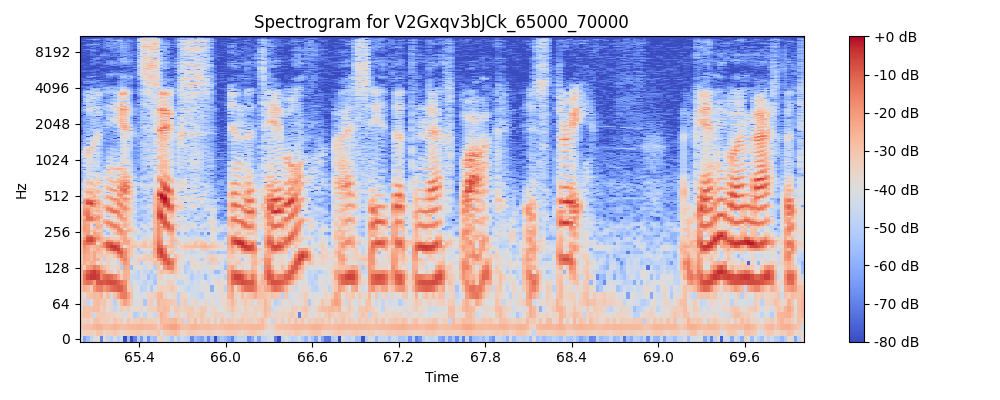 Spectrogram for V2Gxqv3bJCk_65000_70000
8192
4096
2048
1024
512
256
128
64
0
Hz
65.4 66.0 66.6 67.2 67.8 68.4 69.0 69.6
Time
+0 dB
-10 dB
-20 dB
-30 dB
-40 dB
-50 dB
-60 dB
-70 dB
-80 dB